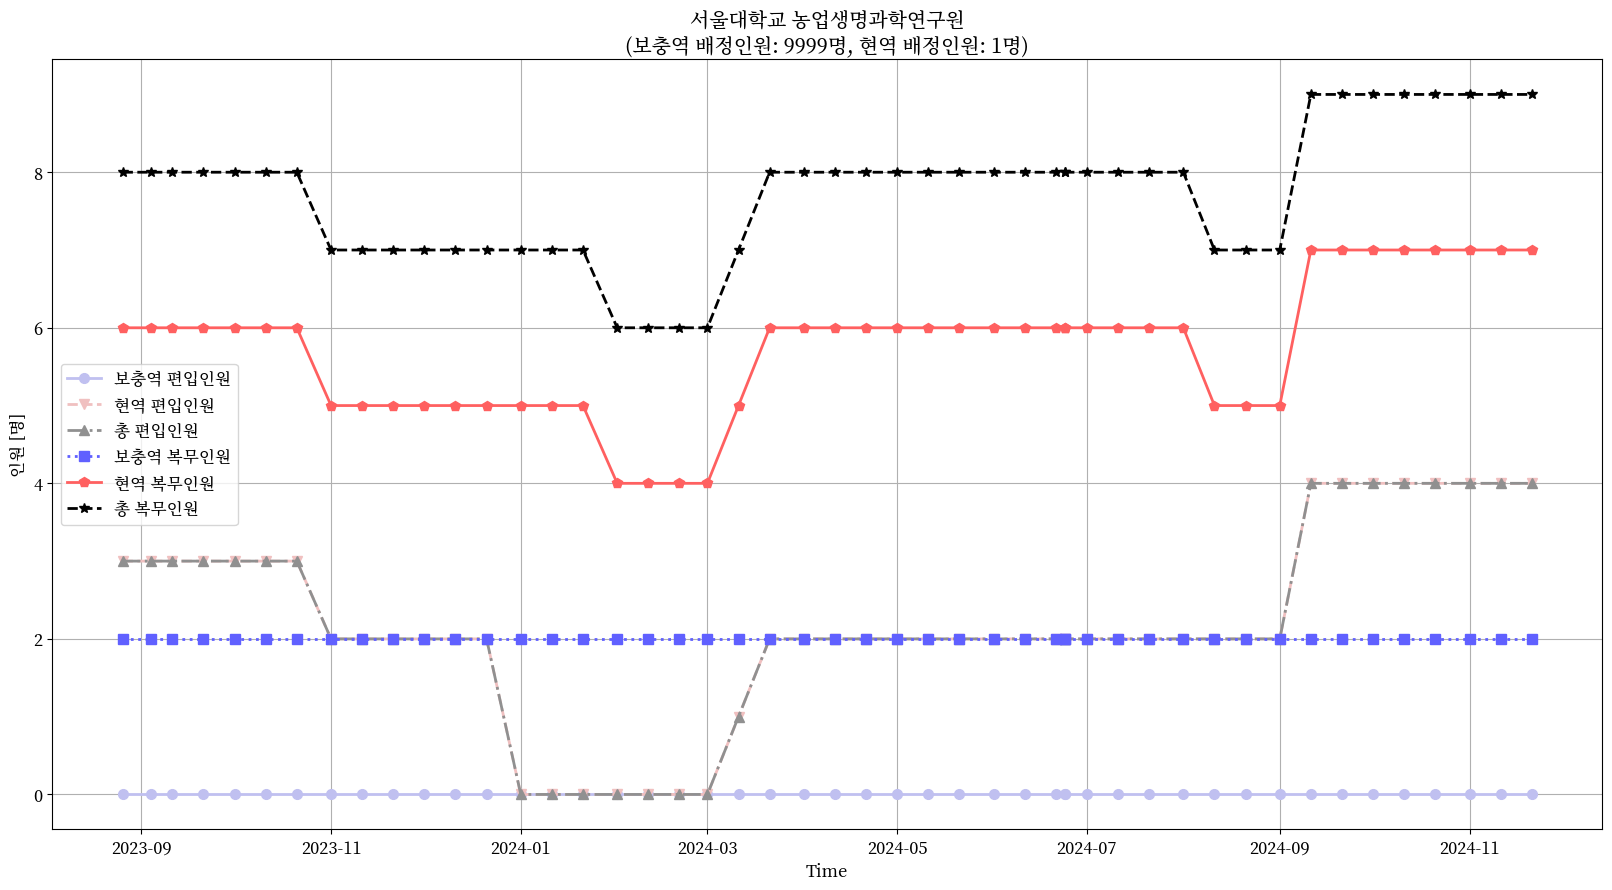 서울대학교 농업생명과학연구원
(보충역 배정인원: 9999명, 현역 배정인원: 1명)
인원 [명]
8
6
4
2
0
보충역 편입인원
현역 편입인원
총 편입인원
보충역 복무인원
현역 복무인원
총 복무인원
2023-09
2023-11
2024-01
2024-03
2024-05
2024-07
2024-09
2024-11
Time